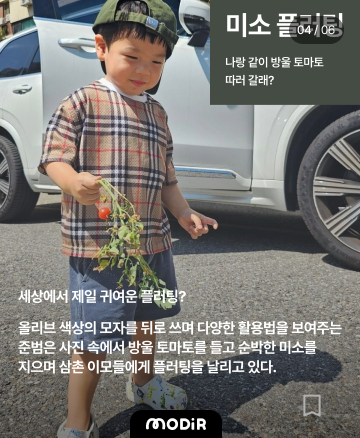 미소 플러팅
04 / 06
나랑 같이 방울 토마토
따러 갈래?
세상에서 제일 귀여운 플러팅?
올리브 색상의 모자를 뒤로 쓰며 다양한 활용법을 보여주는
준범은 사진 속에서 방울 토마토를 들고 순박한 미소를
지으며 삼촌 이모들에게 플러팅을 날리고 있다.
MODiR